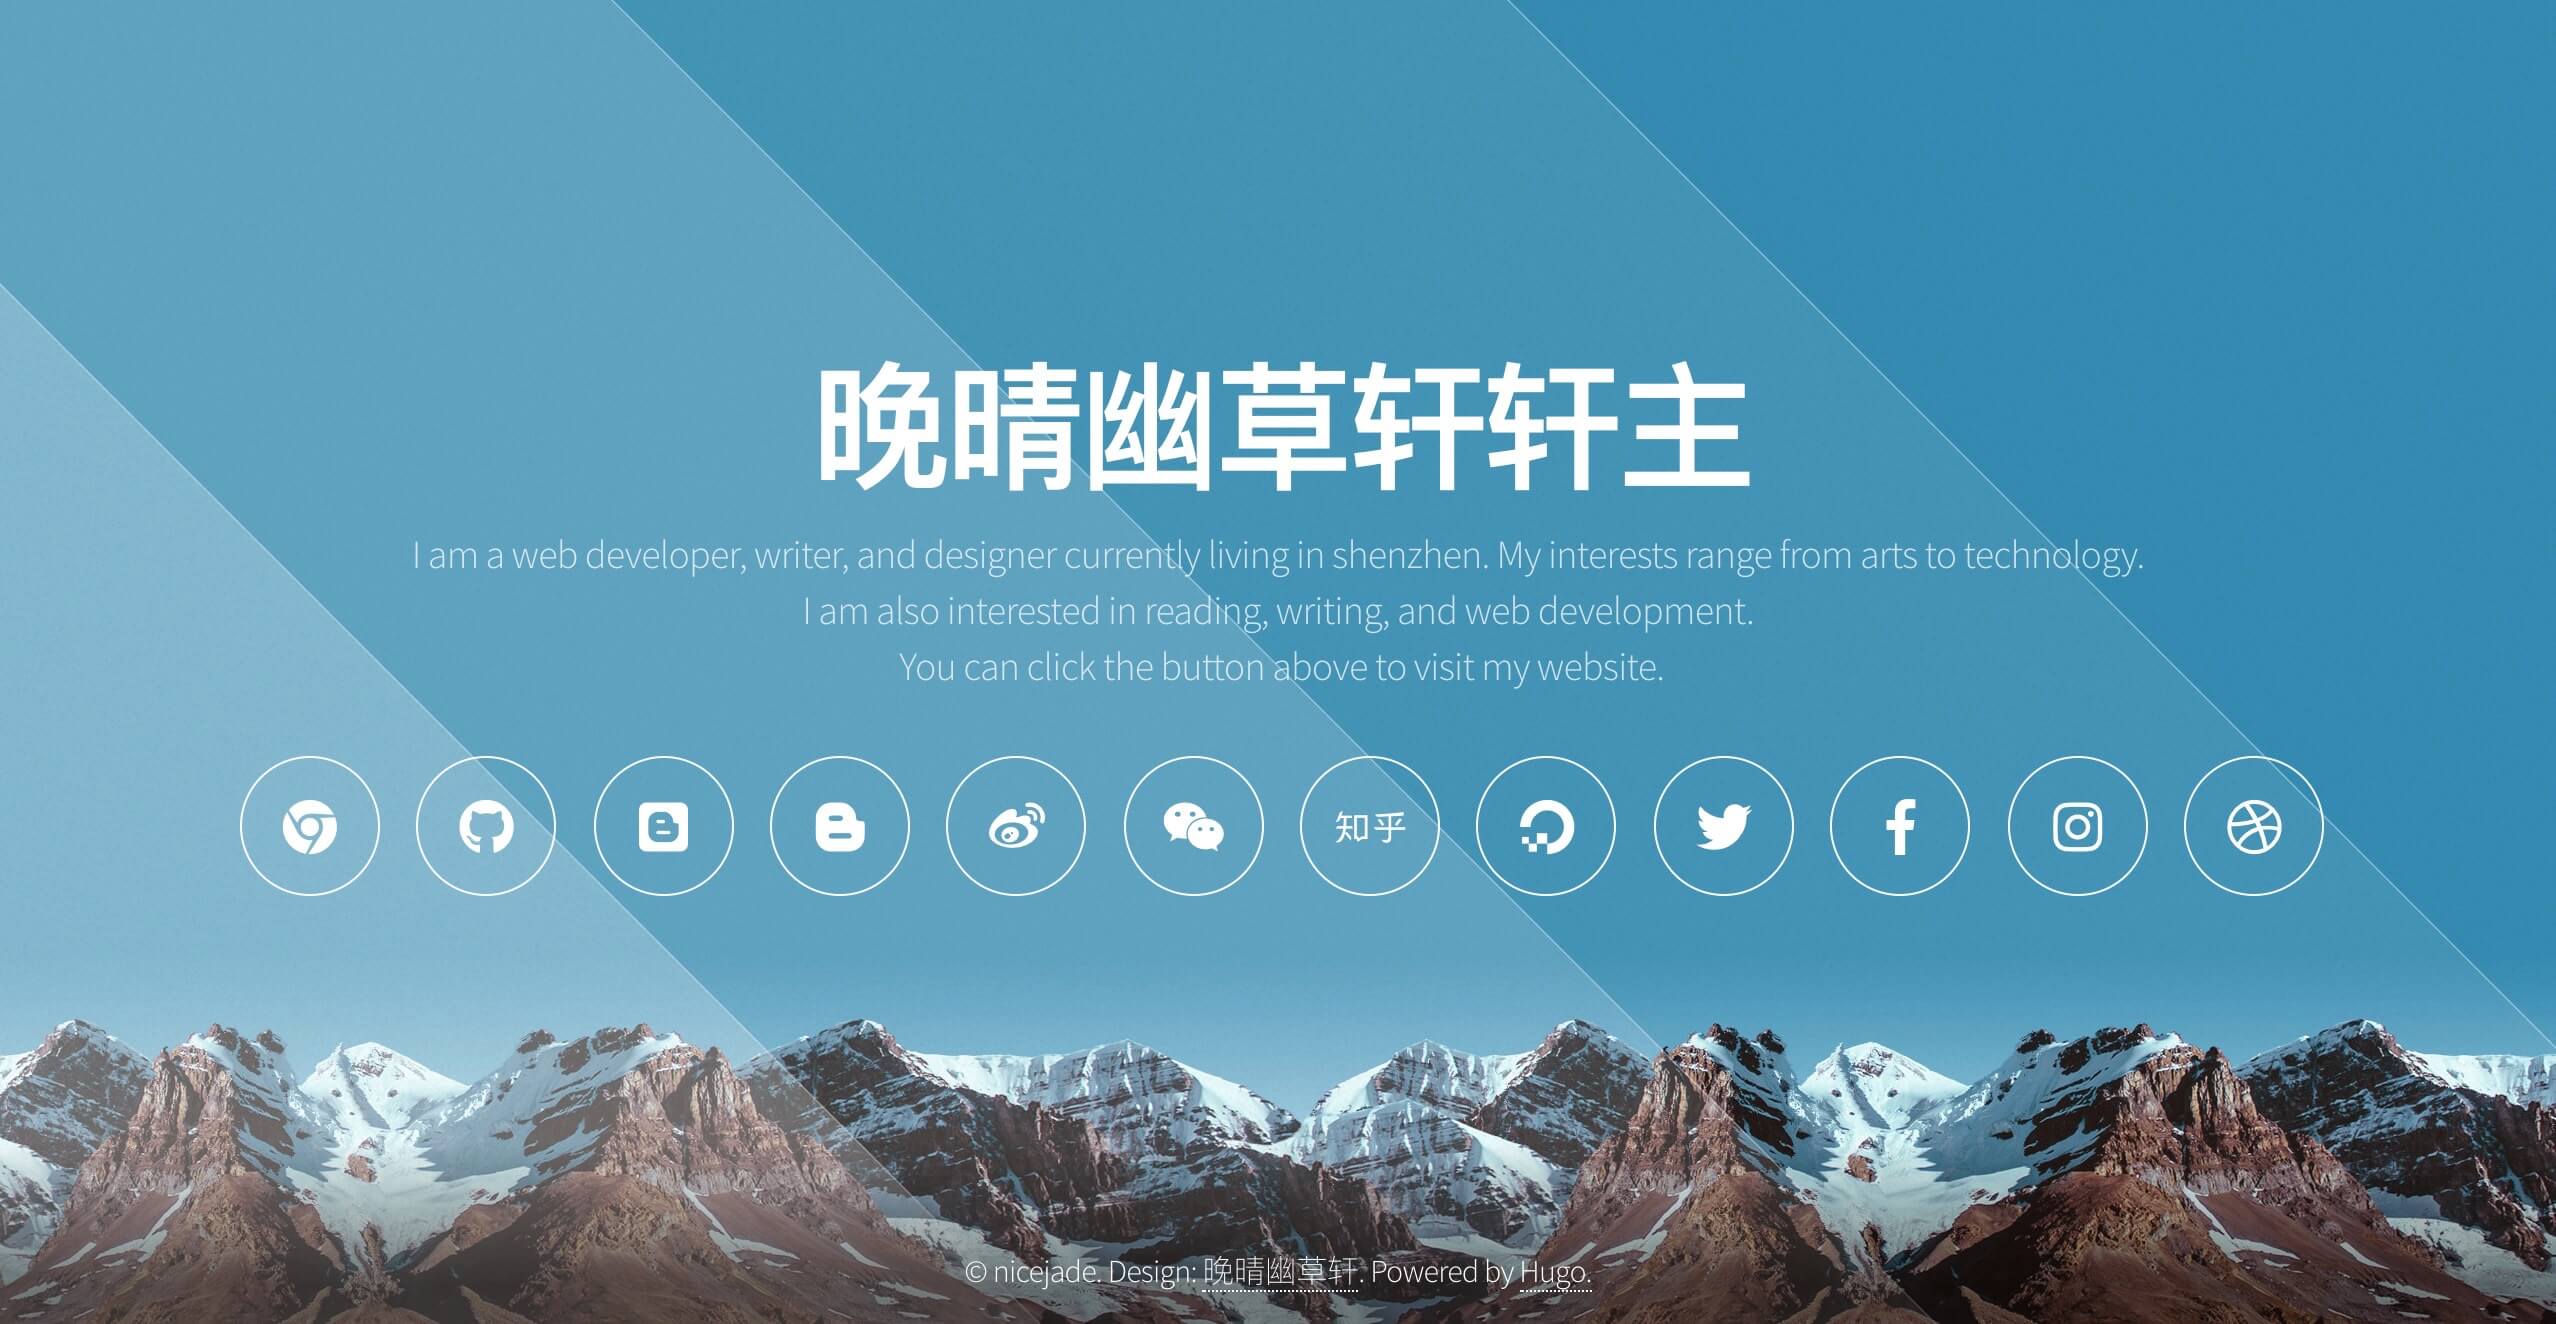 晚晴幽草轩轩主
I am a web developer, writer, and designer currently living in shenzhen. My interests range from arts to technology.
I am also interested in reading, writing, and web development.
You can click the button above to visit my website.
知乎
© nicejade. Design: 晚晴幽草轩. Powered by Hugo.